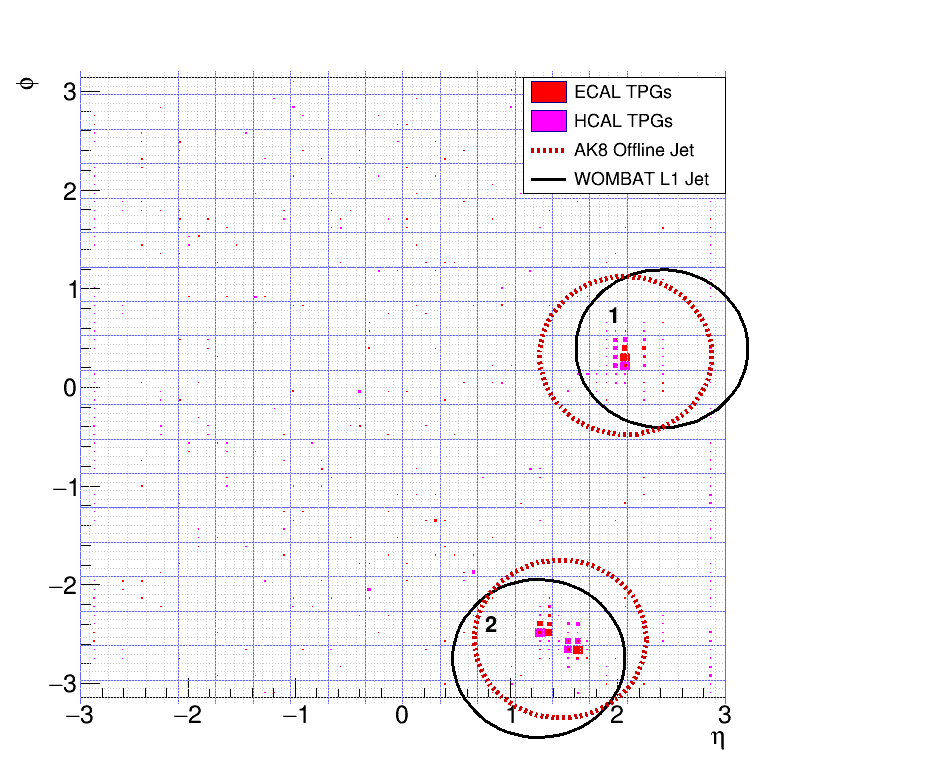 φ
3
ECAL TPGs
HCAL TPGs
AK8 Offline Jet
2
WOMBAT L1 Jet
1
1
0
−1
−2
2
−3
−3 −2 −1 0 1 2 3
η